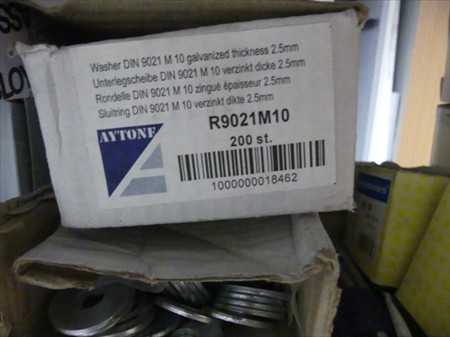 Washer DIN 9021 M 10 galvanized thickness 2.5mm
Unterlegscheibe DIN 9021 M 10 verzinkt dicke 2.5mm
Rondelle DIN 9021 M 10 zingué épaisseur 2.5mm
Sluitring DIN 9021 M 10 verzinkt dikte 2.5mm
AYTONE
R9021M10
200 st.
1000000018462